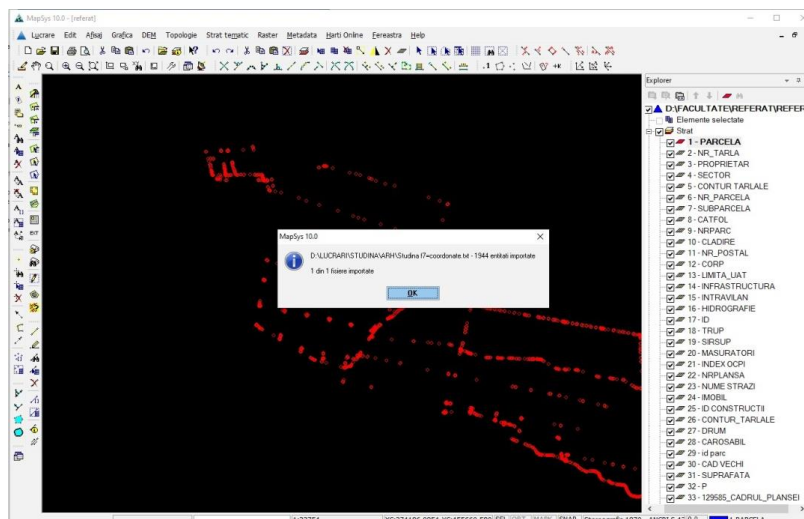 MapSys 10.0 - [referat]
Lucrare Edit Afisaj Grafica DEM Topologie Strat tematic Raster Metadata Harti Online Fereastra Help
Explorer
D:\FACULTATE\REFERAT\REFER
Elemente selectate
Strat
1 - PARCELA
2 - NR_TARLA
3 - PROPRIETAR
4 - SECTOR
5 - CONTUR TARLALE
6 - NR_PARCELA
7 - SUBPARCELA
8 - CATFOL
9 - NRPARC
10 - CLADIRE
11 - NR_POSTAL
12 - CORP
13 - LIMITA_UAT
14 - INFRASTRUCTURA
15 - INTRAVILAN
16 - HIDROGRAFIE
17 - ID
18 - TRUP
19 - SIRSUP
20 - MASURATORI
21 - INDEX OCPI
22 - NRPLANSA
23 - NUME STRAZI
24 - IMOBIL
25 - ID CONSTRUCTII
26 - CONTUR_TARLALE
27 - DRUM
28 - CAROSABIL
29 - id parc
30 - CAD VECHI
31 - SUPRAFATA
32 - P
33 - 129585_CADRUL_PLANSEI
MapSys 10.0
D:\LUCRARI\STUDINA\ARH\Studina t7=coordonate.txt - 1944 entitati importate
1 din 1 fisiere importate
OK